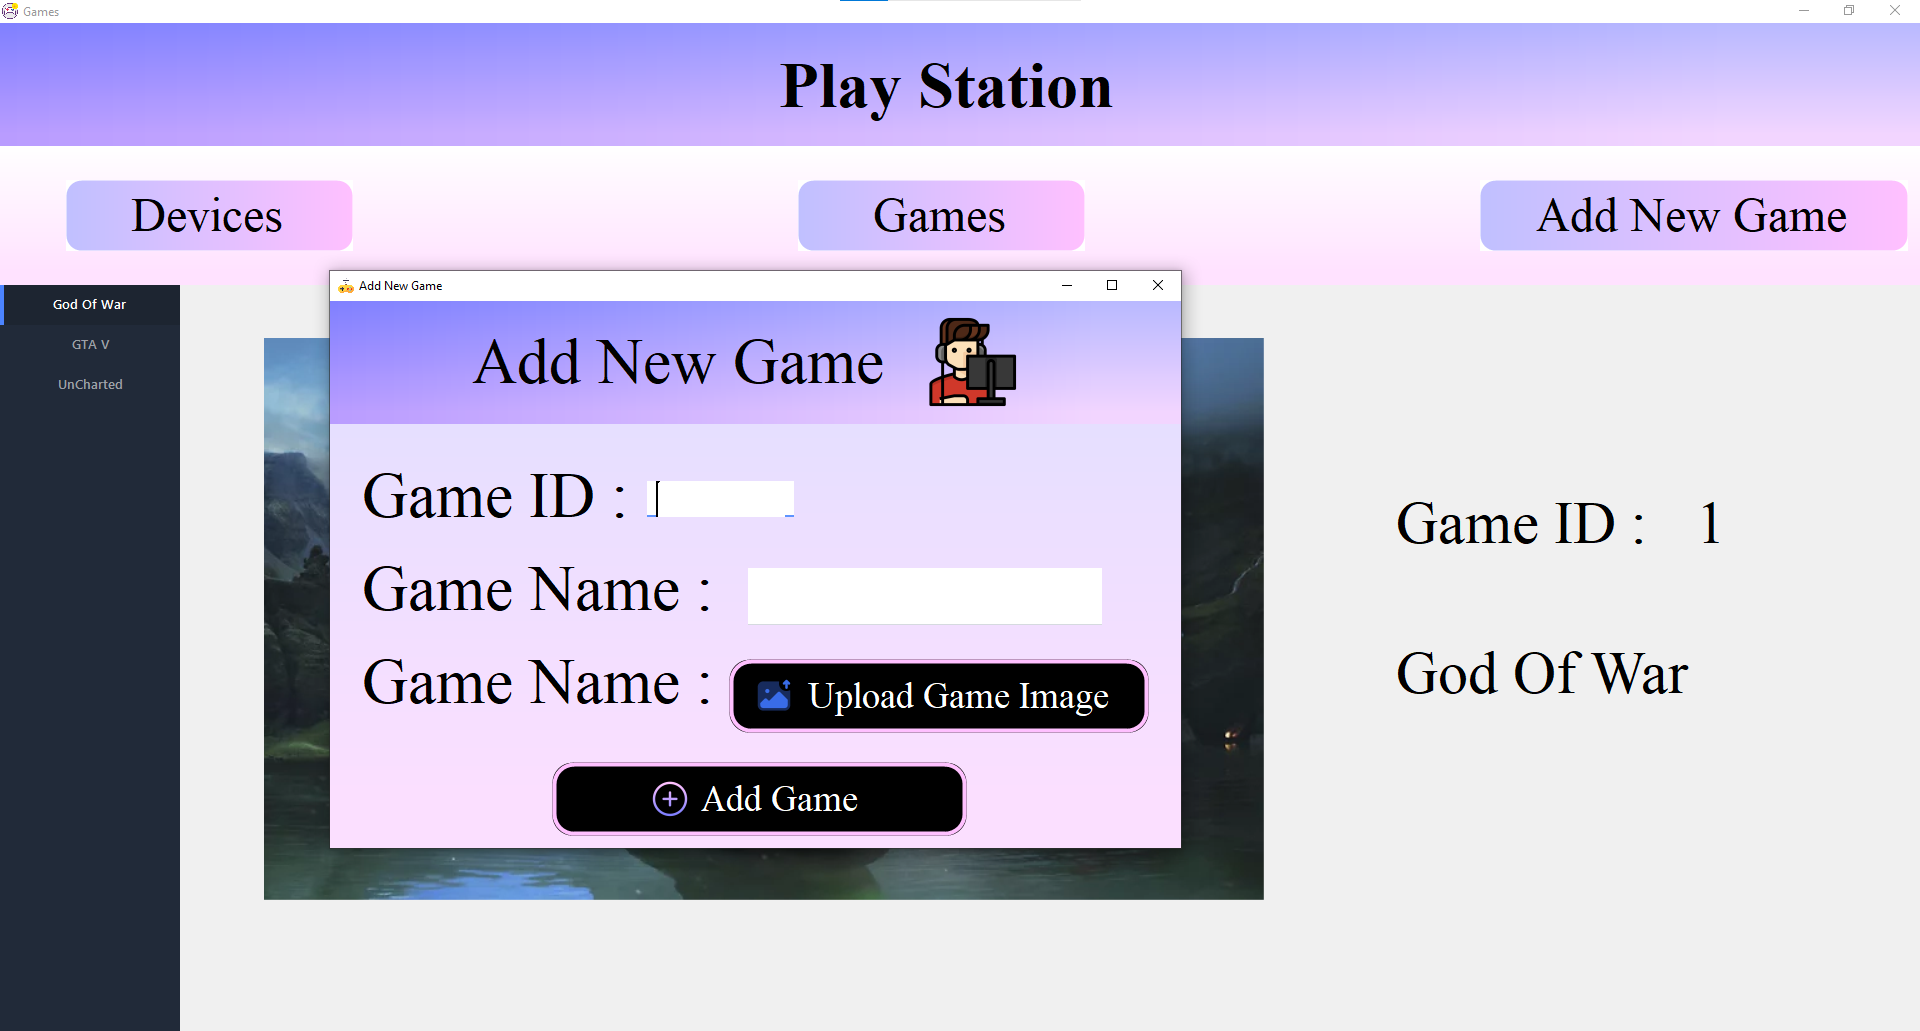 Games
Play Station
Devices
Games
Add New Game
God Of War
GTA V
UnCharted
Add New Game
Add New Game
Game ID :
Game Name :
Game Name :
Upload Game Image
Add Game
Game ID : 1
God Of War